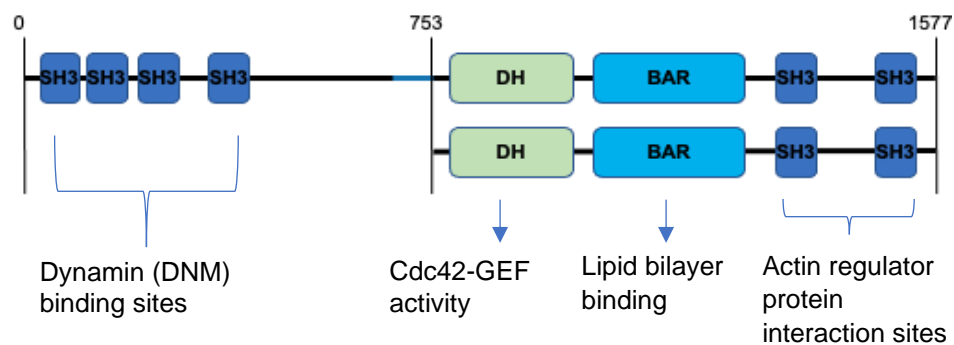 0 753 1577
SH3 SH3 SH3 SH3 DH BAR SH3 SH3
DH BAR SH3 SH3
Dynamin (DNM)
binding sites
Cdc42-GEF
activity
Lipid bilayer
binding
Actin regulator
protein
interaction sites